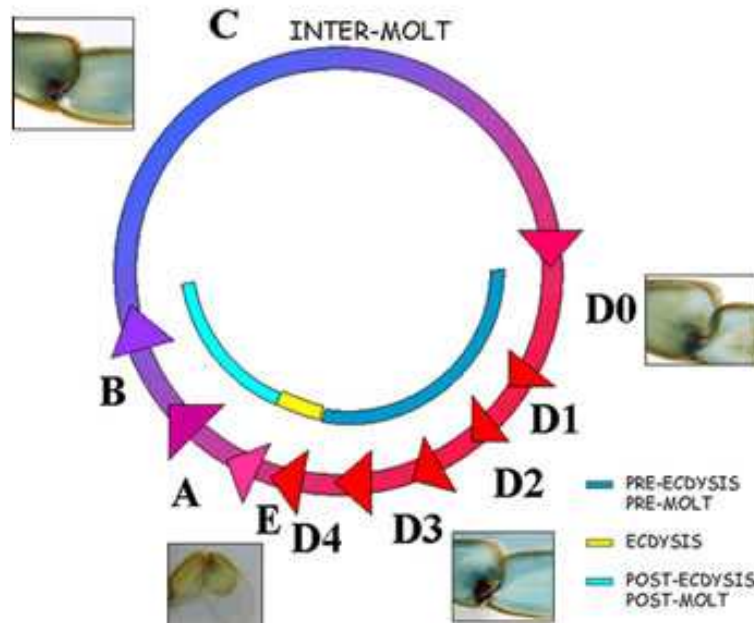 C
INTER-MOLT
D0
B
D1
D2
A
E
D4
D3
PRE-ECDYSIS
PRE-MOLT
ECDYSIS
POST-ECDYSIS
POST-MOLT